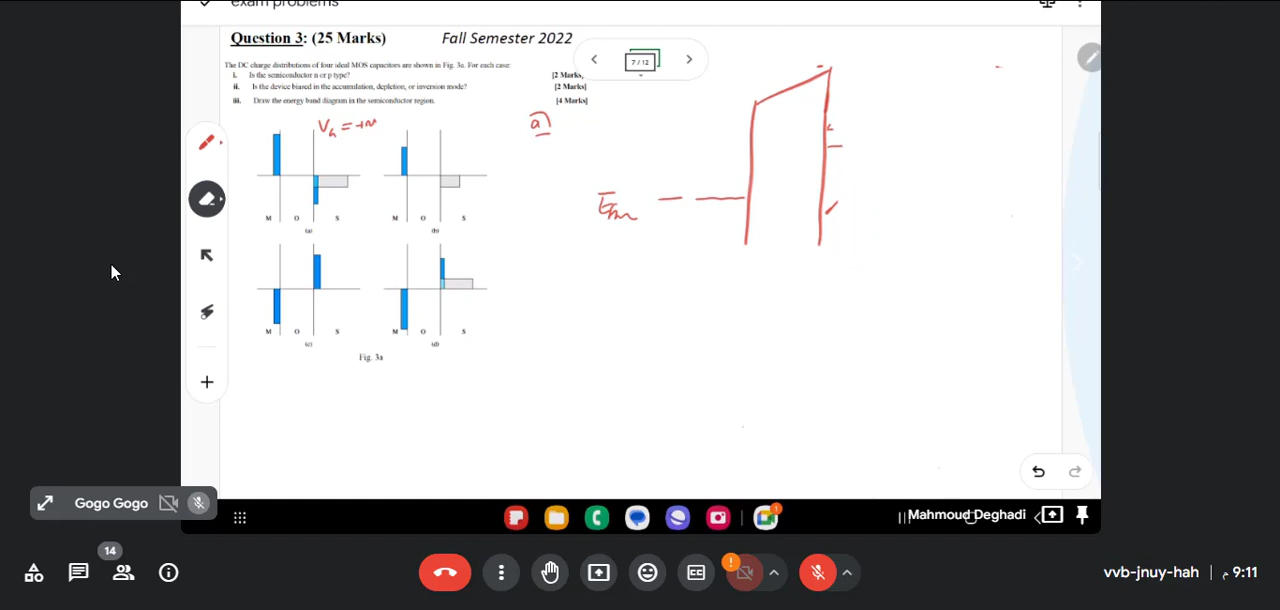 exam problems
Question 3: (25 Marks) Fall Semester 2022
7 / 12
The DC charge distributions of four ideal MOS capacitors are shown in Fig. 3a. For each case:
i. Is the semiconductor n or p type? [2 Marks]
ii. Is the device biased in the accumulation, depletion, or inversion mode? [2 Marks]
iii. Draw the energy band diagram in the semiconductor region. [4 Marks]
a)
M O S M O S
(a) (b)
M O S M O S
(c) (d)
Fig. 3a
Gogo Gogo
Mahmoud Deghadi
14
vvb-jnuy-hah | 9:11 م